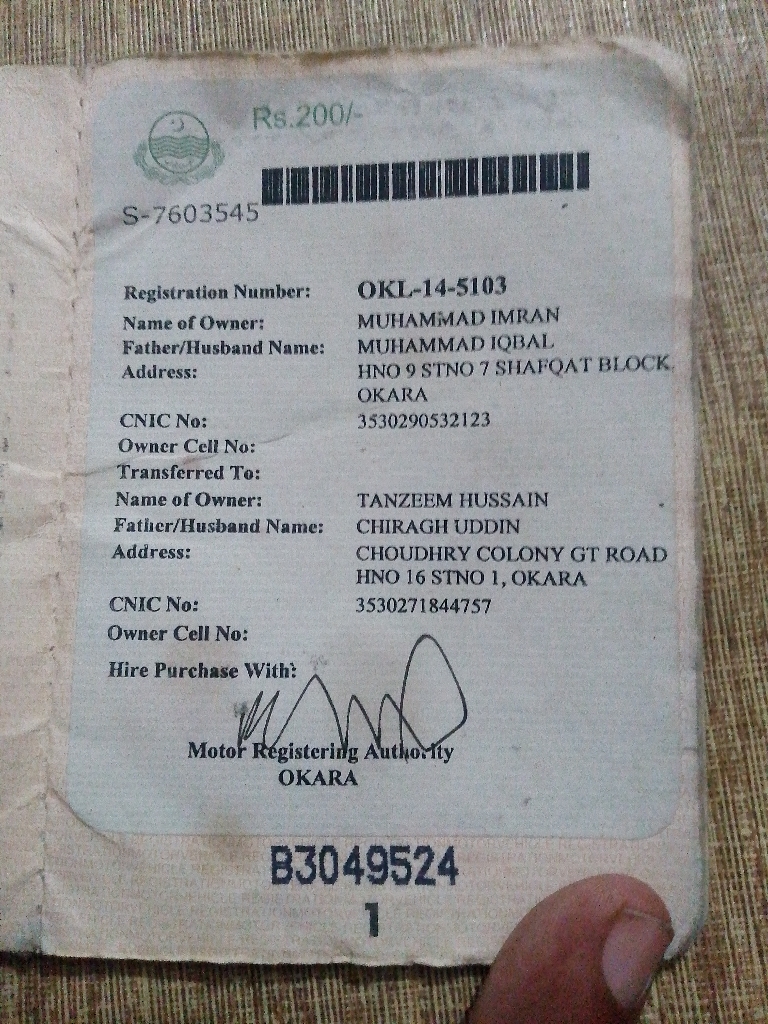 Rs.200/-
S-7603545
Registration Number: OKL-14-5103
Name of Owner: MUHAMMAD IMRAN
Father/Husband Name: MUHAMMAD IQBAL
Address: HNO 9 STNO 7 SHAFQAT BLOCK
OKARA
CNIC No: 3530290532123
Owner Cell No:
Transferred To:
Name of Owner: TANZEEM HUSSAIN
Father/Husband Name: CHIRAGH UDDIN
Address: CHOUDHRY COLONY GT ROAD
HNO 16 STNO 1, OKARA
CNIC No: 3530271844757
Owner Cell No:
Hire Purchase With:
Motor Registering Authority
OKARA
B3049524
1